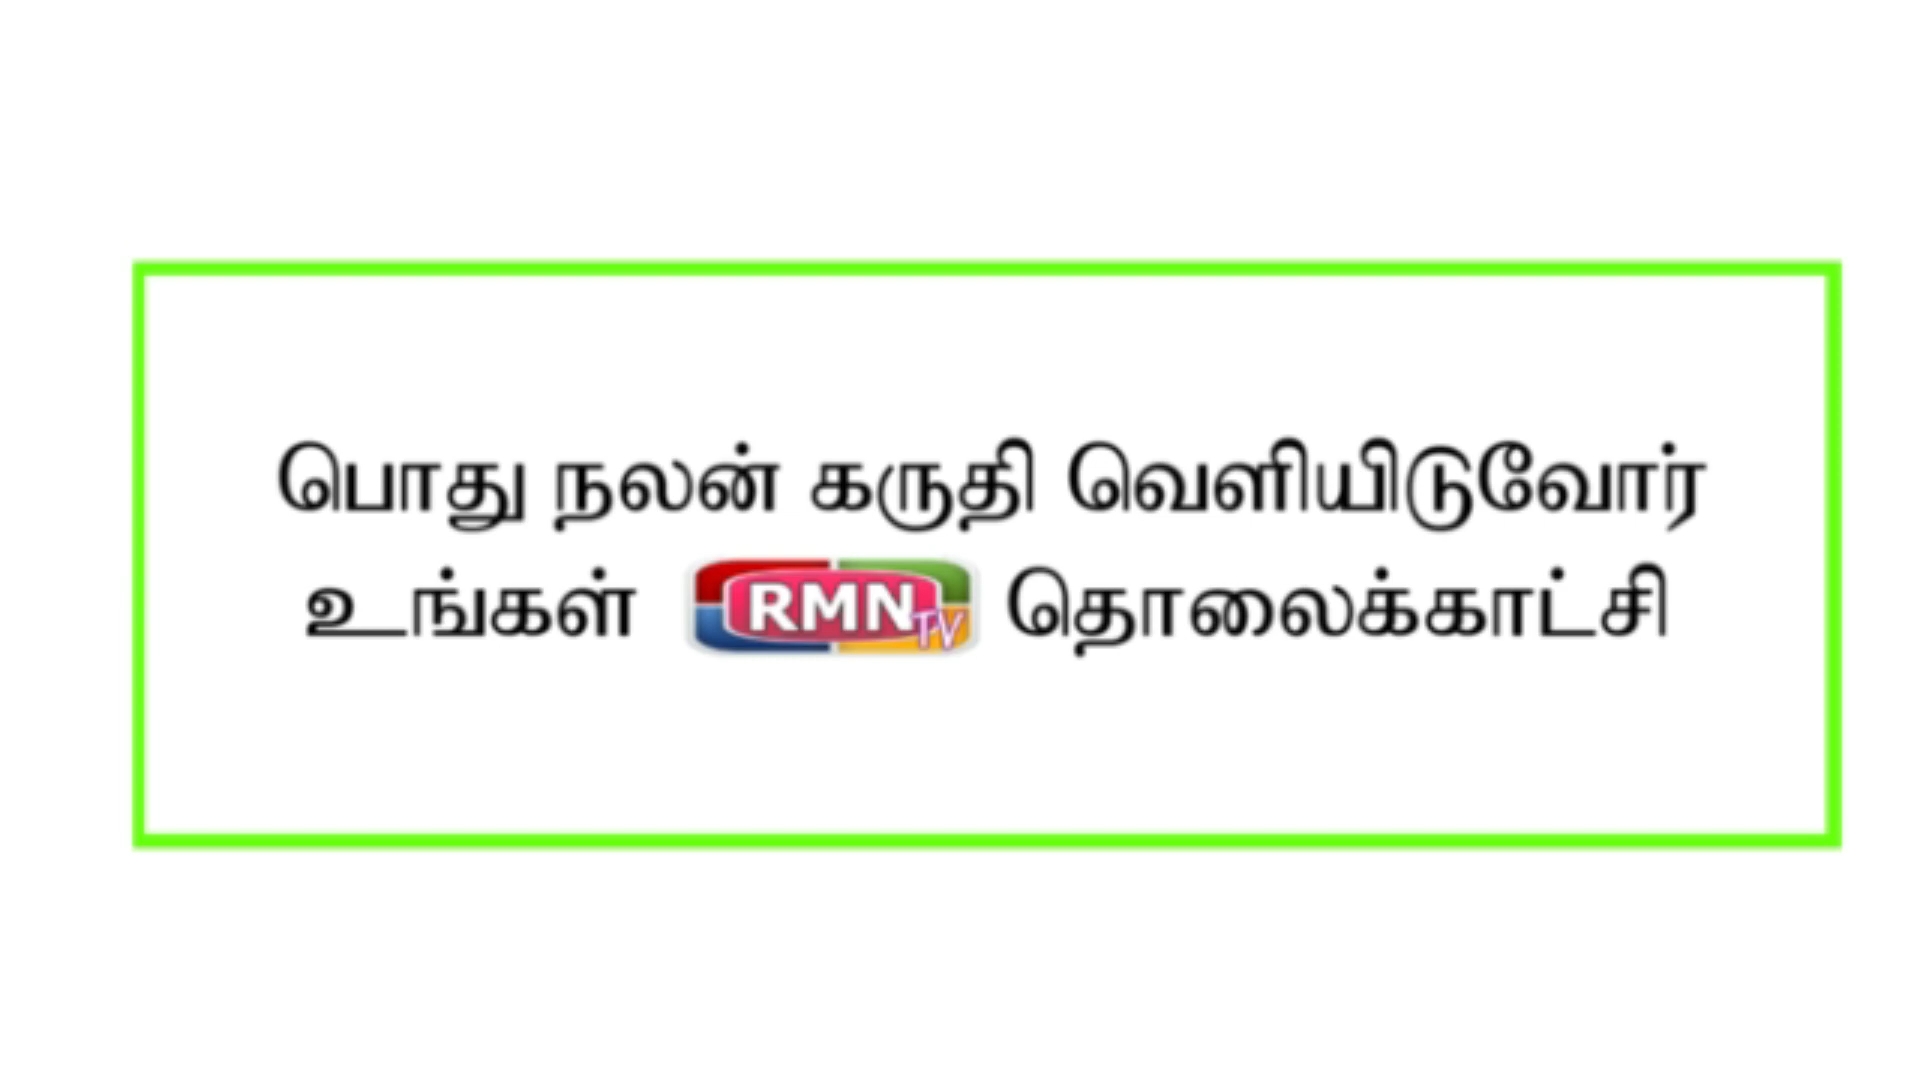 பொது நலன் கருதி வெளியிடுவோர்
உங்கள் RMN TV தொலைக்காட்சி